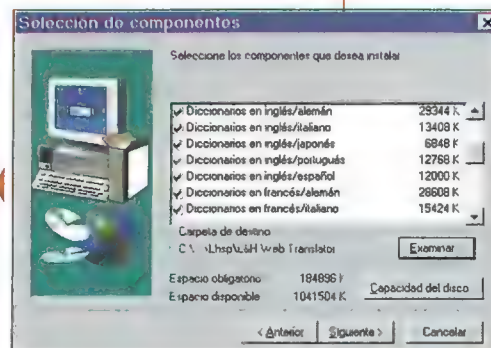 Selección de componentes
Seleccione los componentes que desea instalar
Diccionarios en inglés/alemán 29344 K
Diccionarios en inglés/italiano 13408 K
Diccionarios en inglés/japonés 6848 K
Diccionarios en inglés/portugués 12768 K
Diccionarios en inglés/español 12000 K
Diccionarios en francés/alemán 28608 K
Diccionarios en francés/italiano 15424 K
Carpeta de destino
C:\ \Lhsp\L&H Web Translator
Examinar
Espacio obligatorio 184896 K
Espacio disponible 1041504 K
Capacidad del disco
< Anterior
Siguiente >
Cancelar